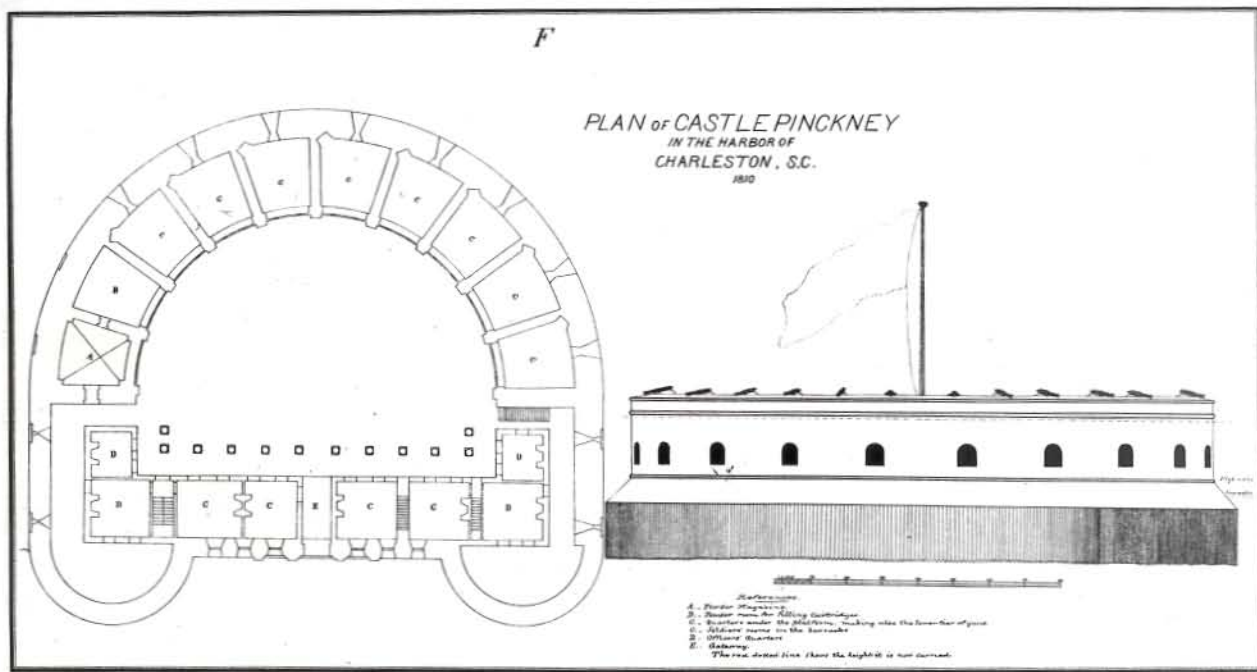 F
PLAN OF CASTLE PINCKNEY
IN THE HARBOR OF
CHARLESTON, S.C.
1810
C
C
C
C
C
C
C
C
C
B
A
D
D
D
C
C
E
C
C
D
References.
A. Powder Magazine.
B. Powder room for filling Cartridges.
C. Quarters under the platform, making also the lower tier of guns
C. Soldiers' rooms in the barracks
D. Officers' Quarters
E. Gateway.
The red dotted line shows the height it is now carried.